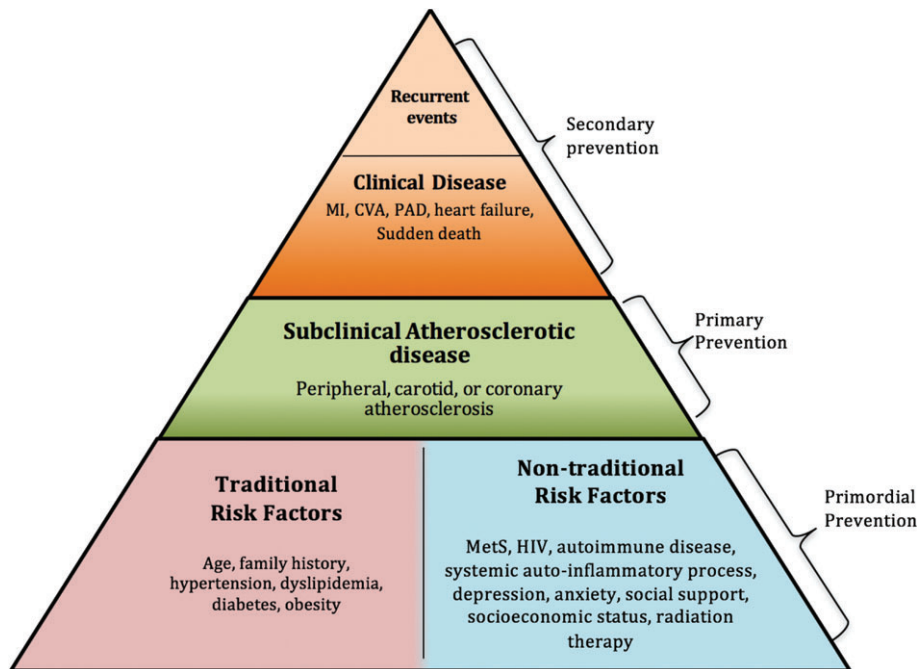 Recurrent
events
Secondary
prevention
Clinical Disease
MI, CVA, PAD, heart failure,
Sudden death
Primary
Prevention
Subclinical Atherosclerotic
disease
Peripheral, carotid, or coronary
atherosclerosis
Traditional
Risk Factors
Age, family history,
hypertension, dyslipidemia,
diabetes, obesity
Non-traditional
Risk Factors
MetS, HIV, autoimmune disease,
systemic auto-inflammatory process,
depression, anxiety, social support,
socioeconomic status, radiation
therapy
Primordial
Prevention